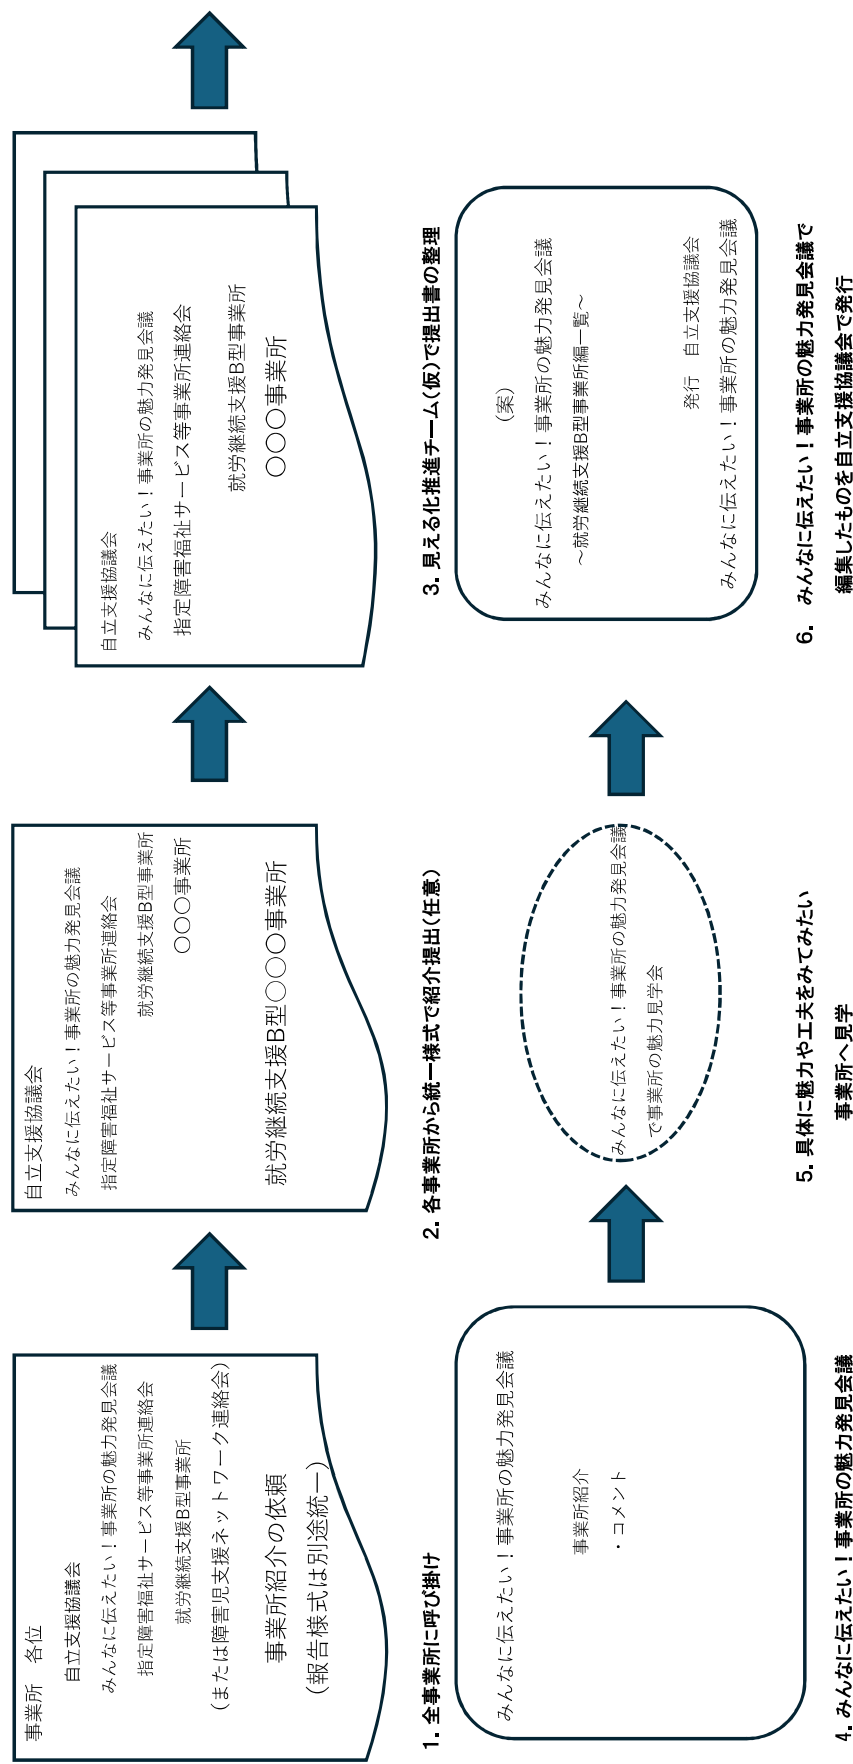 事業所　各位
自立支援協議会
みんなに伝えたい！事業所の魅力発見会議
指定障害福祉サービス等事業所連絡会
就労継続支援B型事業所
（または障害児支援ネットワーク連絡会）
事業所紹介の依頼
（報告様式は別途統一）
1. 全事業所に呼び掛け
自立支援協議会
みんなに伝えたい！事業所の魅力発見会議
指定障害福祉サービス等事業所連絡会
就労継続支援B型事業所
〇〇〇事業所
就労継続支援B型〇〇〇事業所
2. 各事業所から統一様式で紹介提出（任意）
自立支援協議会
みんなに伝えたい！事業所の魅力発見会議
指定障害福祉サービス等事業所連絡会
就労継続支援B型事業所
〇〇〇事業所
3. 見える化推進チーム（仮）で提出書の整理
みんなに伝えたい！事業所の魅力発見会議
事業所紹介
・コメント
4. みんなに伝えたい！事業所の魅力発見会議
みんなに伝えたい！事業所の魅力発見会議
で事業所の魅力見学会
5. 具体に魅力や工夫をみてみたい
事業所へ見学
（案）
みんなに伝えたい！事業所の魅力発見会議
～就労継続支援B型事業所編一覧～
発行　自立支援協議会
みんなに伝えたい！事業所の魅力発見会議
6.　みんなに伝えたい！事業所の魅力発見会議で
編集したものを自立支援協議会で発行